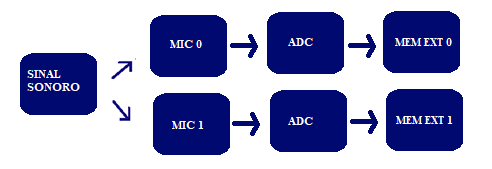 SINAL
SONORO
MIC 0
ADC
MEM EXT 0
MIC 1
ADC
MEM EXT 1